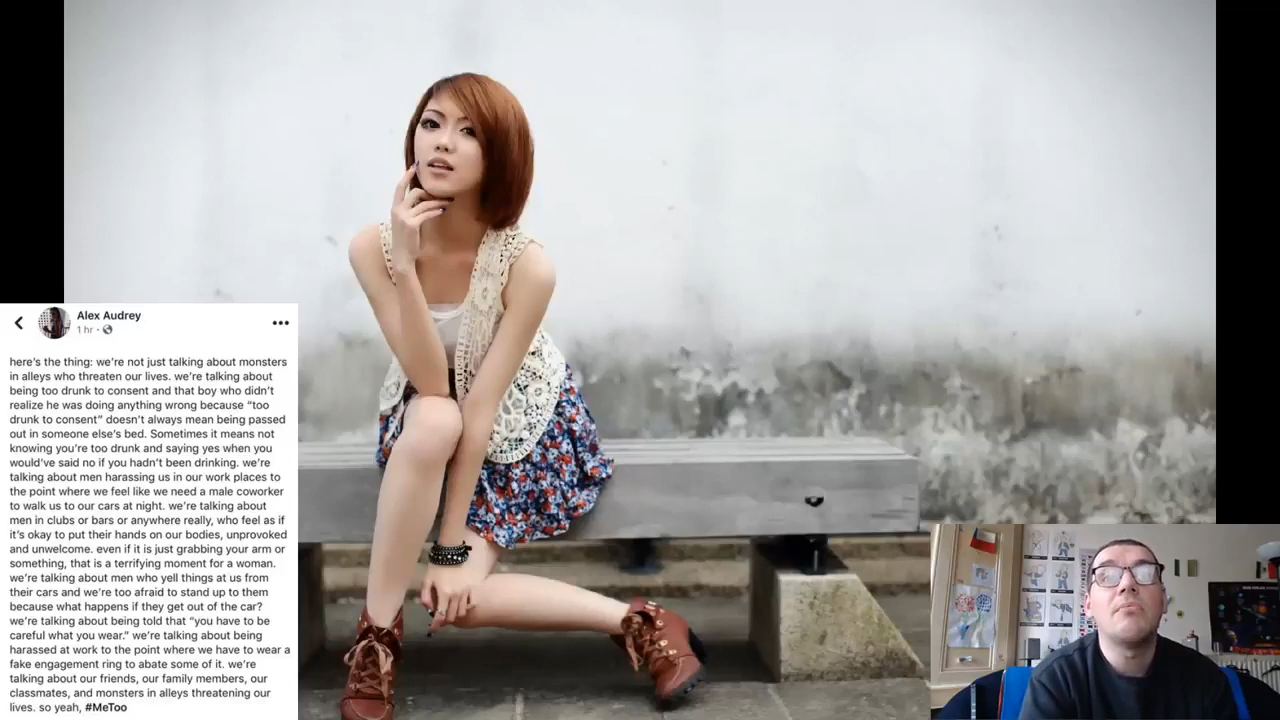 Alex Audrey
1 hr ·
here's the thing: we're not just talking about monsters
in alleys who threaten our lives. we're talking about
being too drunk to consent and that boy who didn't
realize he was doing anything wrong because "too
drunk to consent" doesn't always mean being passed
out in someone else's bed. Sometimes it means not
knowing you're too drunk and saying yes when you
would've said no if you hadn't been drinking. we're
talking about men harassing us in our work places to
the point where we feel like we need a male coworker
to walk us to our cars at night. we're talking about
men in clubs or bars or anywhere really, who feel as if
it's okay to put their hands on our bodies, unprovoked
and unwelcome. even if it is just grabbing your arm or
something, that is a terrifying moment for a woman.
we're talking about men who yell things at us from
their cars and we're too afraid to stand up to them
because what happens if they get out of the car?
we're talking about being told that "you have to be
careful what you wear." we're talking about being
harassed at work to the point where we have to wear a
fake engagement ring to abate some of it. we're
talking about our friends, our family members, our
classmates, and monsters in alleys threatening our
lives. so yeah, #MeToo